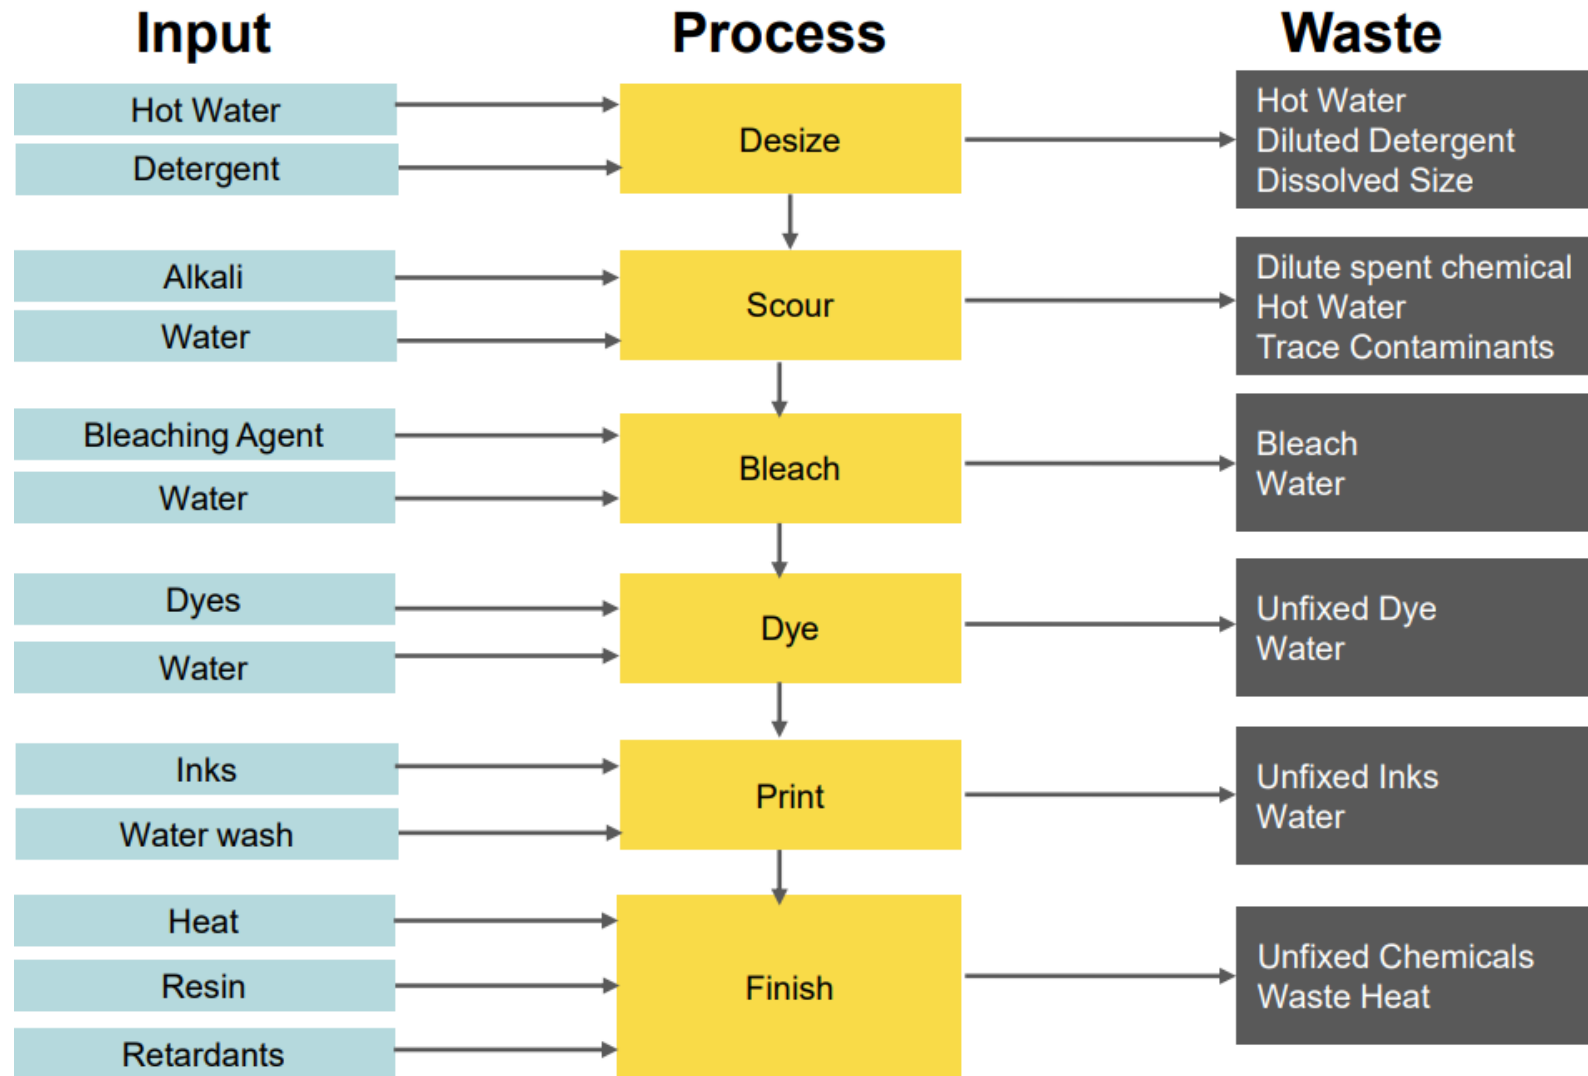 Input
Process
Waste
Hot Water
Detergent
Desize
Hot Water
Diluted Detergent
Dissolved Size
Alkali
Water
Scour
Dilute spent chemical
Hot Water
Trace Contaminants
Bleaching Agent
Water
Bleach
Bleach
Water
Dyes
Water
Dye
Unfixed Dye
Water
Inks
Water wash
Print
Unfixed Inks
Water
Heat
Resin
Retardants
Finish
Unfixed Chemicals
Waste Heat